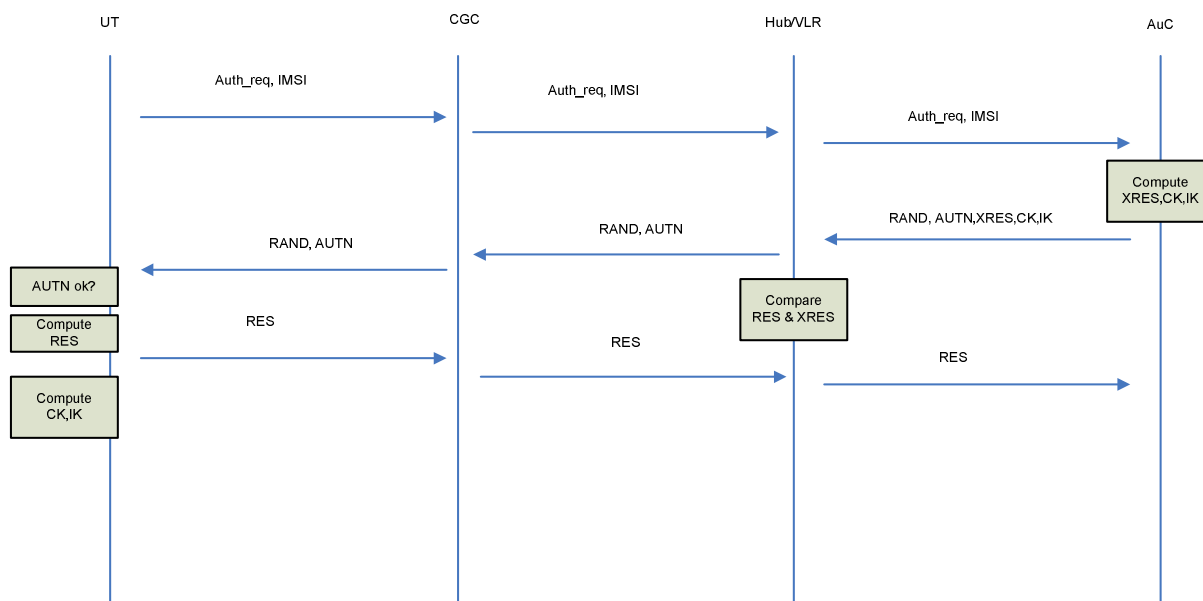 UT
CGC
Hub/VLR
AuC
Auth_req, IMSI
Auth_req, IMSI
Auth_req, IMSI
Compute
XRES,CK,IK
RAND, AUTN,XRES,CK,IK
RAND, AUTN
RAND, AUTN
AUTN ok?
Compare
RES & XRES
Compute
RES
RES
RES
RES
Compute
CK,IK